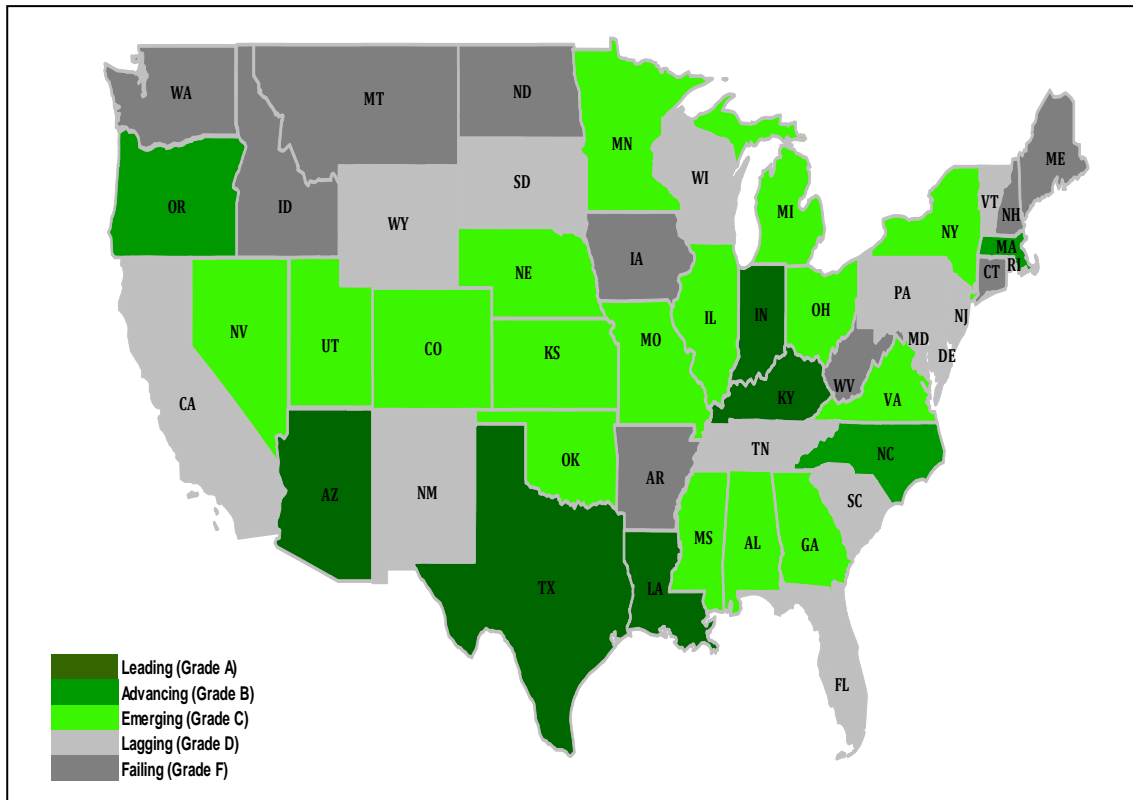 WA
MT
ND
MN
ME
SD
WI
VT
OR
ID
NH
WY
MI
NY
MA
IA
RI
CT
NE
PA
IL
IN
OH
NJ
NV
UT
CO
MO
MD
KS
DE
WV
CA
KY
VA
TN
NC
OK
AZ
NM
AR
SC
MS
AL
GA
TX
LA
FL
Leading (Grade A)
Advancing (Grade B)
Emerging (Grade C)
Lagging (Grade D)
Failing (Grade F)